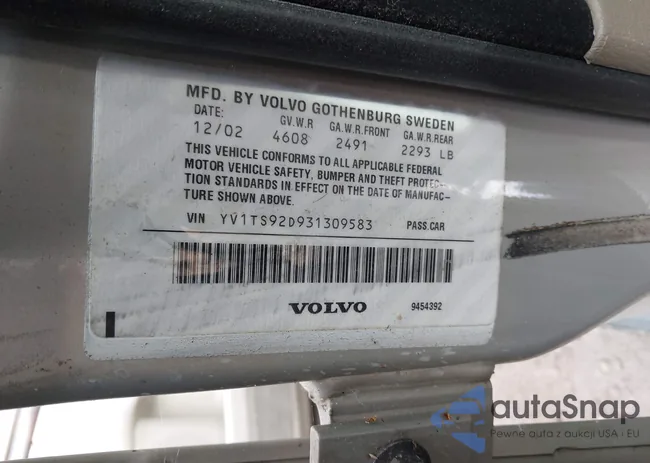 MFD. BY VOLVO GOTHENBURG SWEDEN
DATE: G.V.W.R GA.W.R.FRONT GA.W.R.REAR
12/02 4608 2491 2293 LB
THIS VEHICLE CONFORMS TO ALL APPLICABLE FEDERAL
MOTOR VEHICLE SAFETY, BUMPER AND THEFT PROTEC-
TION STANDARDS IN EFFECT ON THE DATE OF MANUFAC-
TURE SHOWN ABOVE.
VIN YV1TS92D931309583 PASS.CAR
VOLVO 9454392
autaSnap
Pewne auta z aukcji USA i EU